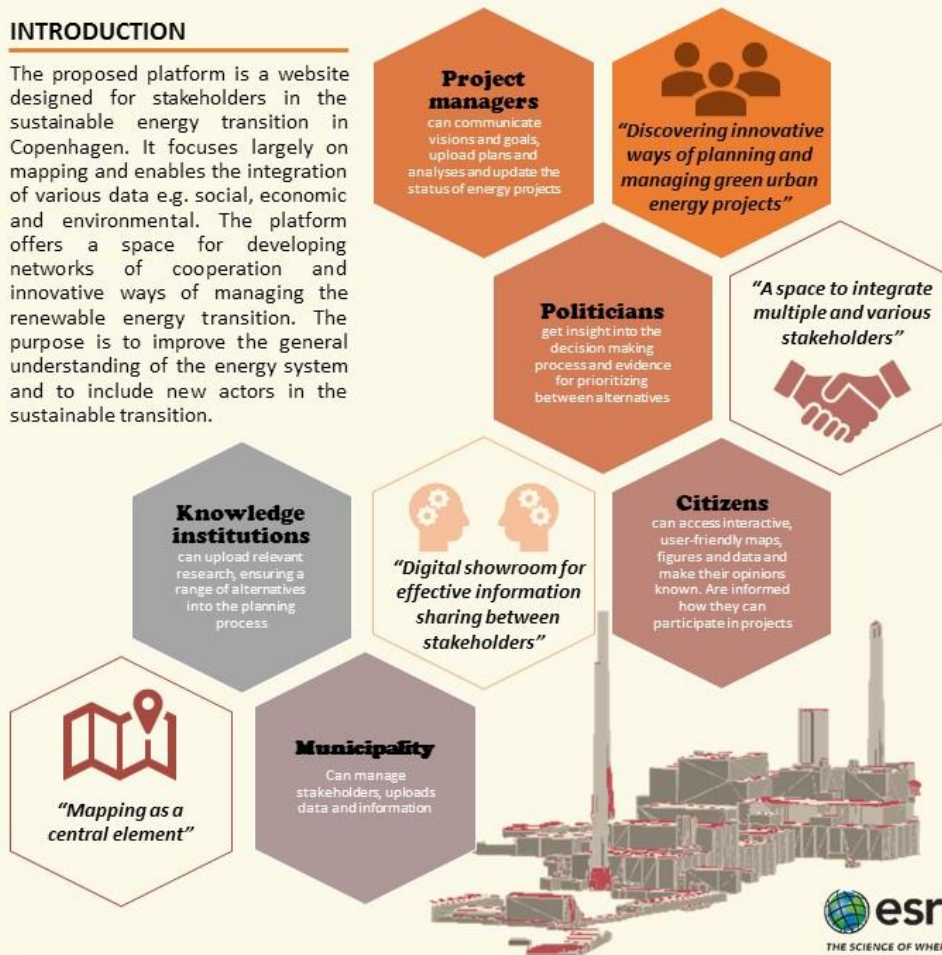 INTRODUCTION
The proposed platform is a website
designed for stakeholders in the
sustainable energy transition in
Copenhagen. It focuses largely on
mapping and enables the integration
of various data e.g. social, economic
and environmental. The platform
offers a space for developing
networks of cooperation and
innovative ways of managing the
renewable energy transition. The
purpose is to improve the general
understanding of the energy system
and to include new actors in the
sustainable transition.
Project
managers
can communicate
visions and goals,
upload plans and
analyses and update the
status of energy projects
“Discovering innovative
ways of planning and
managing green urban
energy projects”
Politicians
get insight into the
decision making
process and evidence
for prioritizing
between alternatives
“A space to integrate
multiple and various
stakeholders”
Knowledge
institutions
can upload relevant
research, ensuring a
range of alternatives
into the planning
process
“Digital showroom for
effective information
sharing between
stakeholders”
Citizens
can access interactive,
user-friendly maps,
figures and data and
make their opinions
known. Are informed
how they can
participate in projects
“Mapping as a
central element”
Municipality
Can manage
stakeholders, uploads
data and information
esr
THE SCIENCE OF WHER